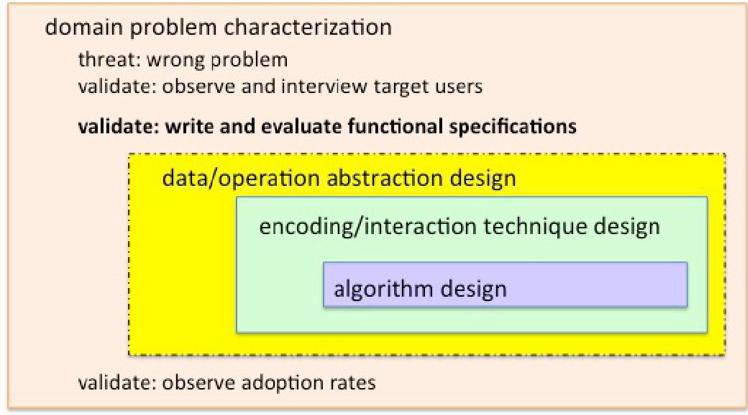 domain problem characterization
threat: wrong problem
validate: observe and interview target users
validate: write and evaluate functional specifications
data/operation abstraction design
encoding/interaction technique design
algorithm design
validate: observe adoption rates